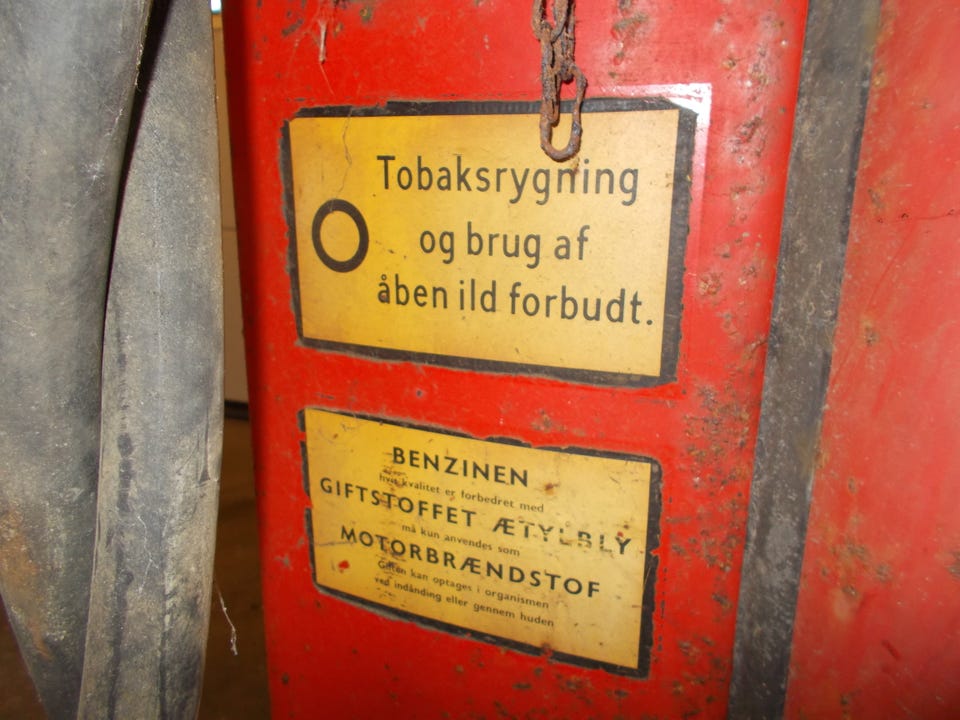 Tobaksrygning
og brug af
åben ild forbudt.
BENZINEN
hvis kvalitet er forbedret med
GIFTSTOFFET ÆTYLBLY
må kun anvendes som
MOTORBRÆNDSTOF
Giften kan optages i organismen
ved indånding eller gennem huden